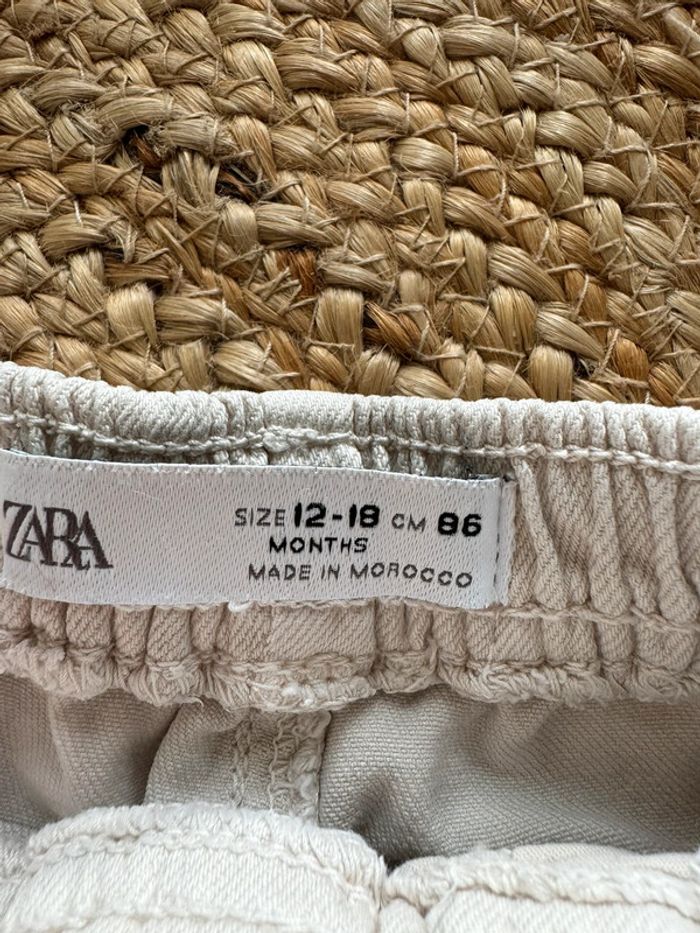 ZARA
SIZE 12-18 CM 86
MONTHS
MADE IN MOROCCO